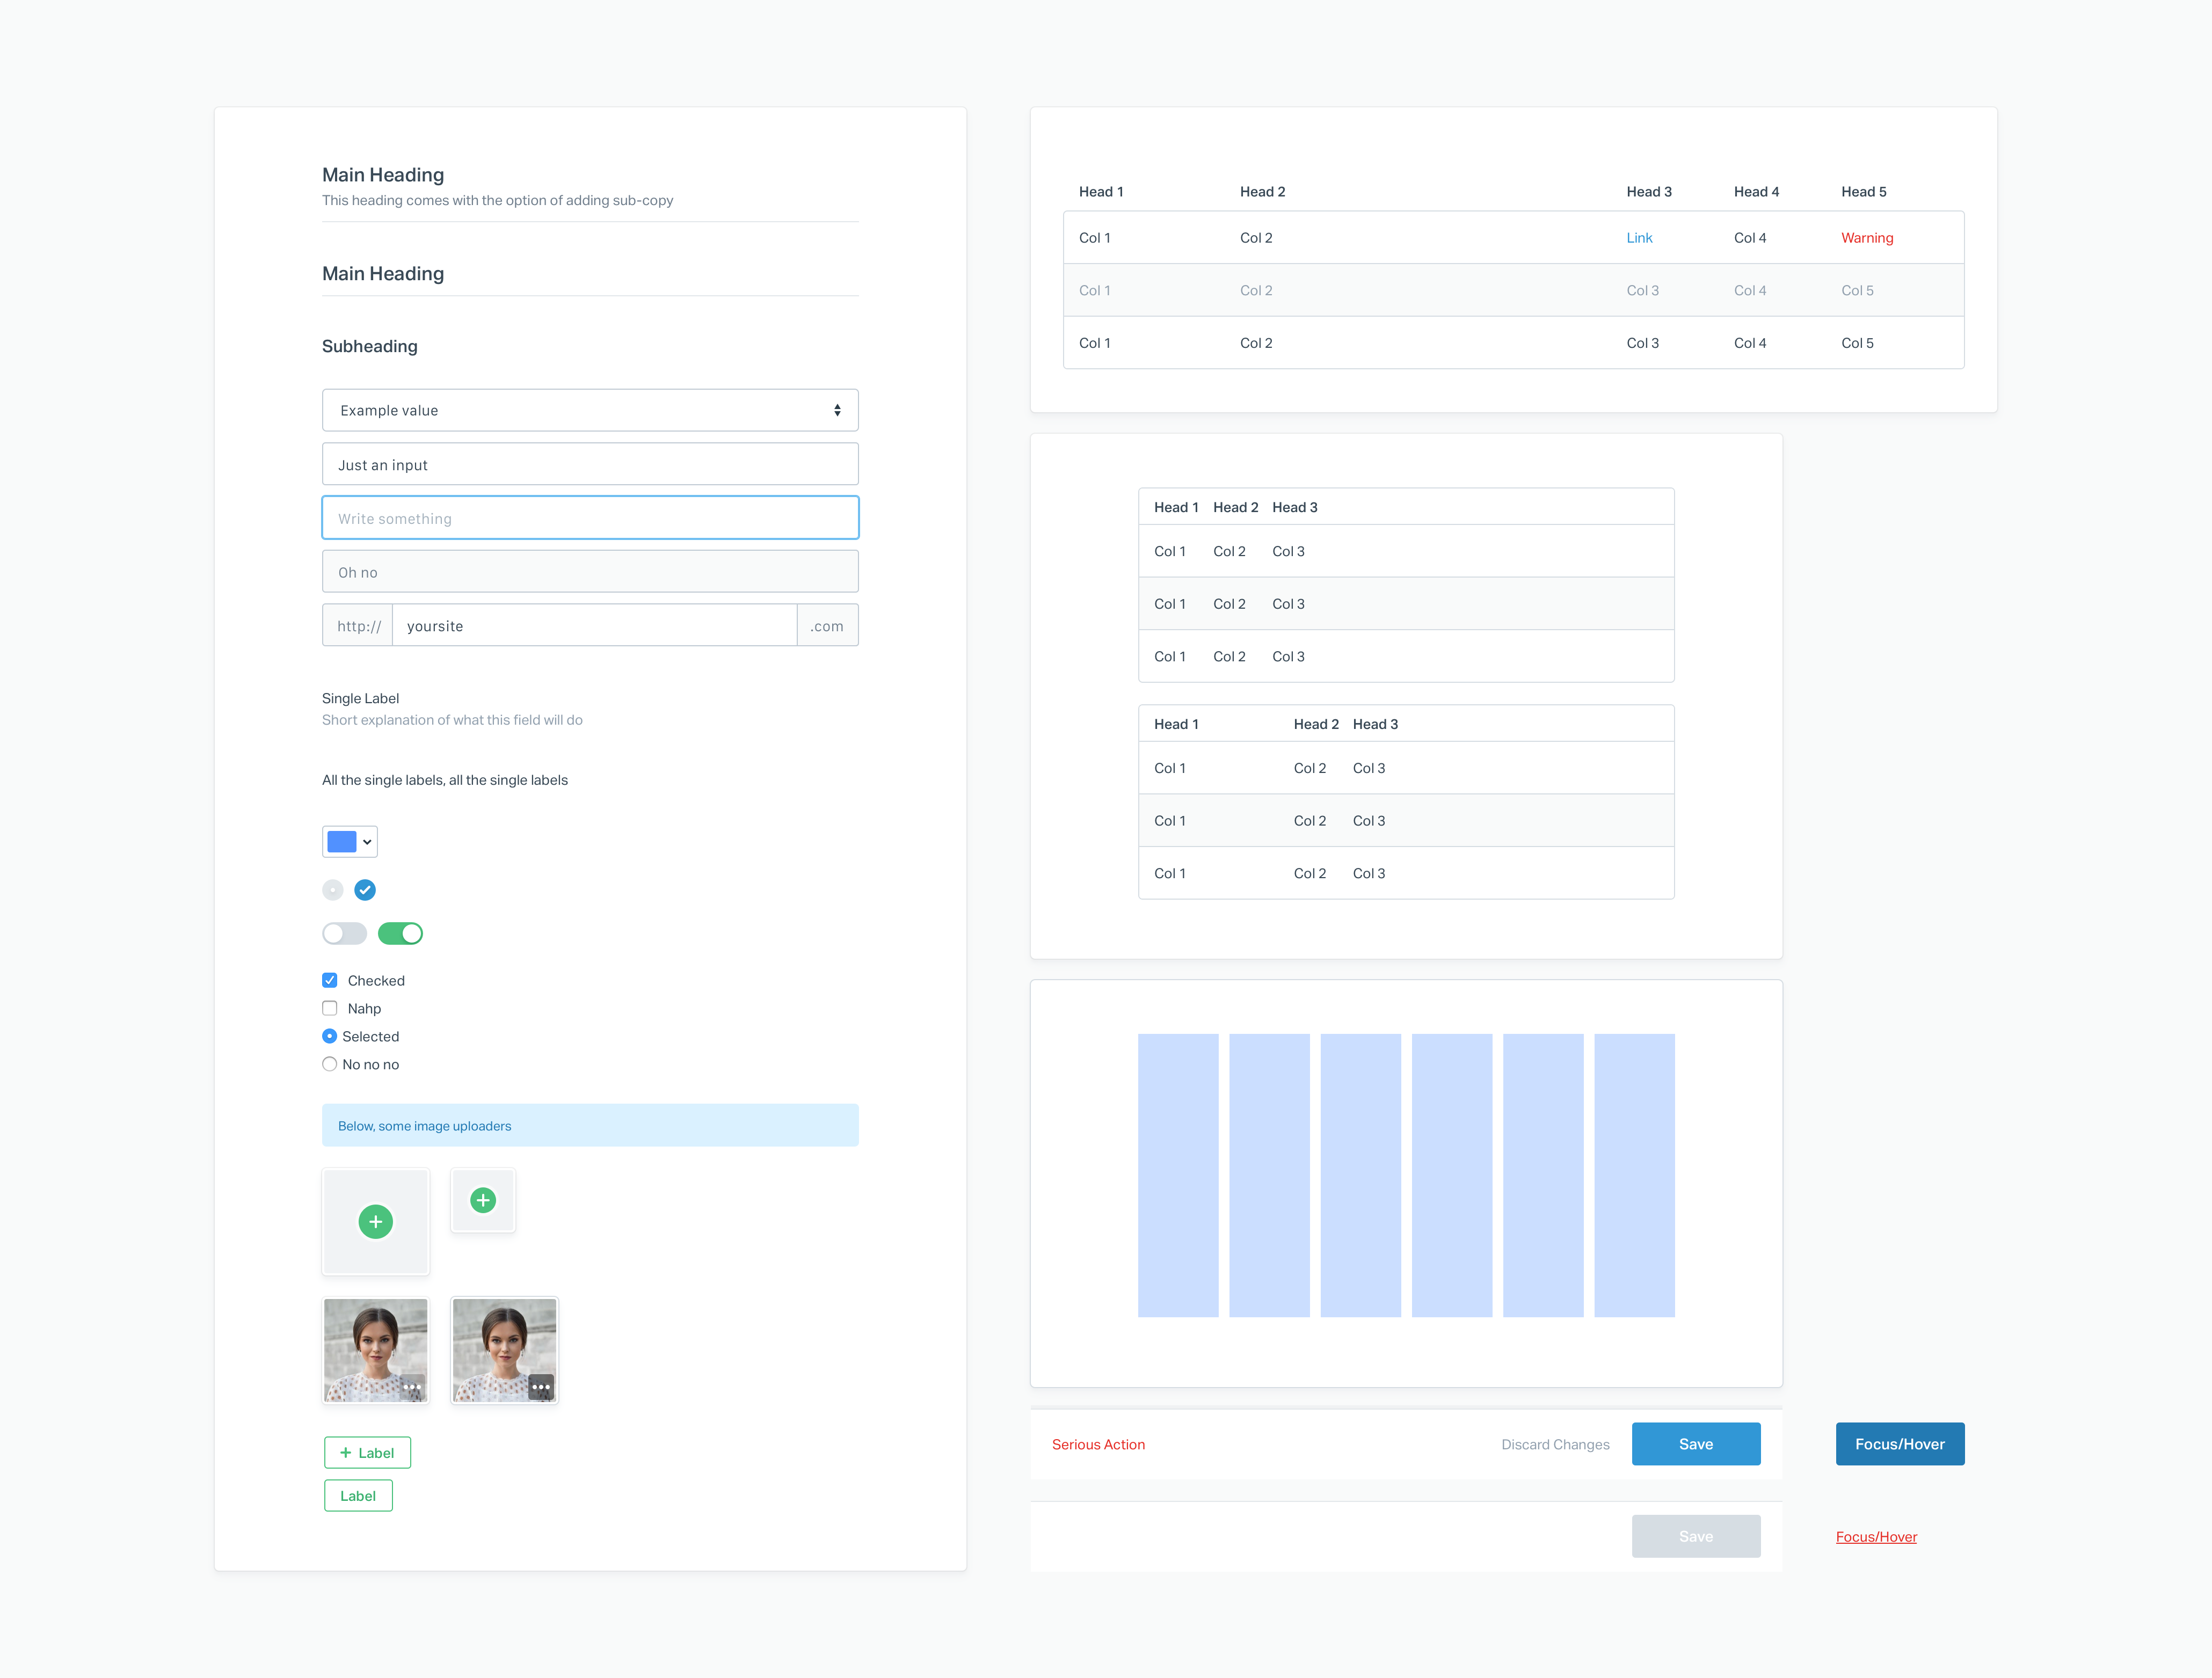 Main Heading
This heading comes with the option of adding sub-copy
Main Heading
Subheading
Example value
Just an input
Write something
Oh no
http:// yoursite .com
Single Label
Short explanation of what this field will do
All the single labels, all the single labels
Checked
Nahp
Selected
No no no
Below, some image uploaders
+ Label
Label
Head 1 Head 2 Head 3 Head 4 Head 5
Col 1 Col 2 Link Col 4 Warning
Col 1 Col 2 Col 3 Col 4 Col 5
Col 1 Col 2 Col 3 Col 4 Col 5
Head 1 Head 2 Head 3
Col 1 Col 2 Col 3
Col 1 Col 2 Col 3
Col 1 Col 2 Col 3
Head 1 Head 2 Head 3
Col 1 Col 2 Col 3
Col 1 Col 2 Col 3
Col 1 Col 2 Col 3
Serious Action Discard Changes Save Focus/Hover
Save Focus/Hover